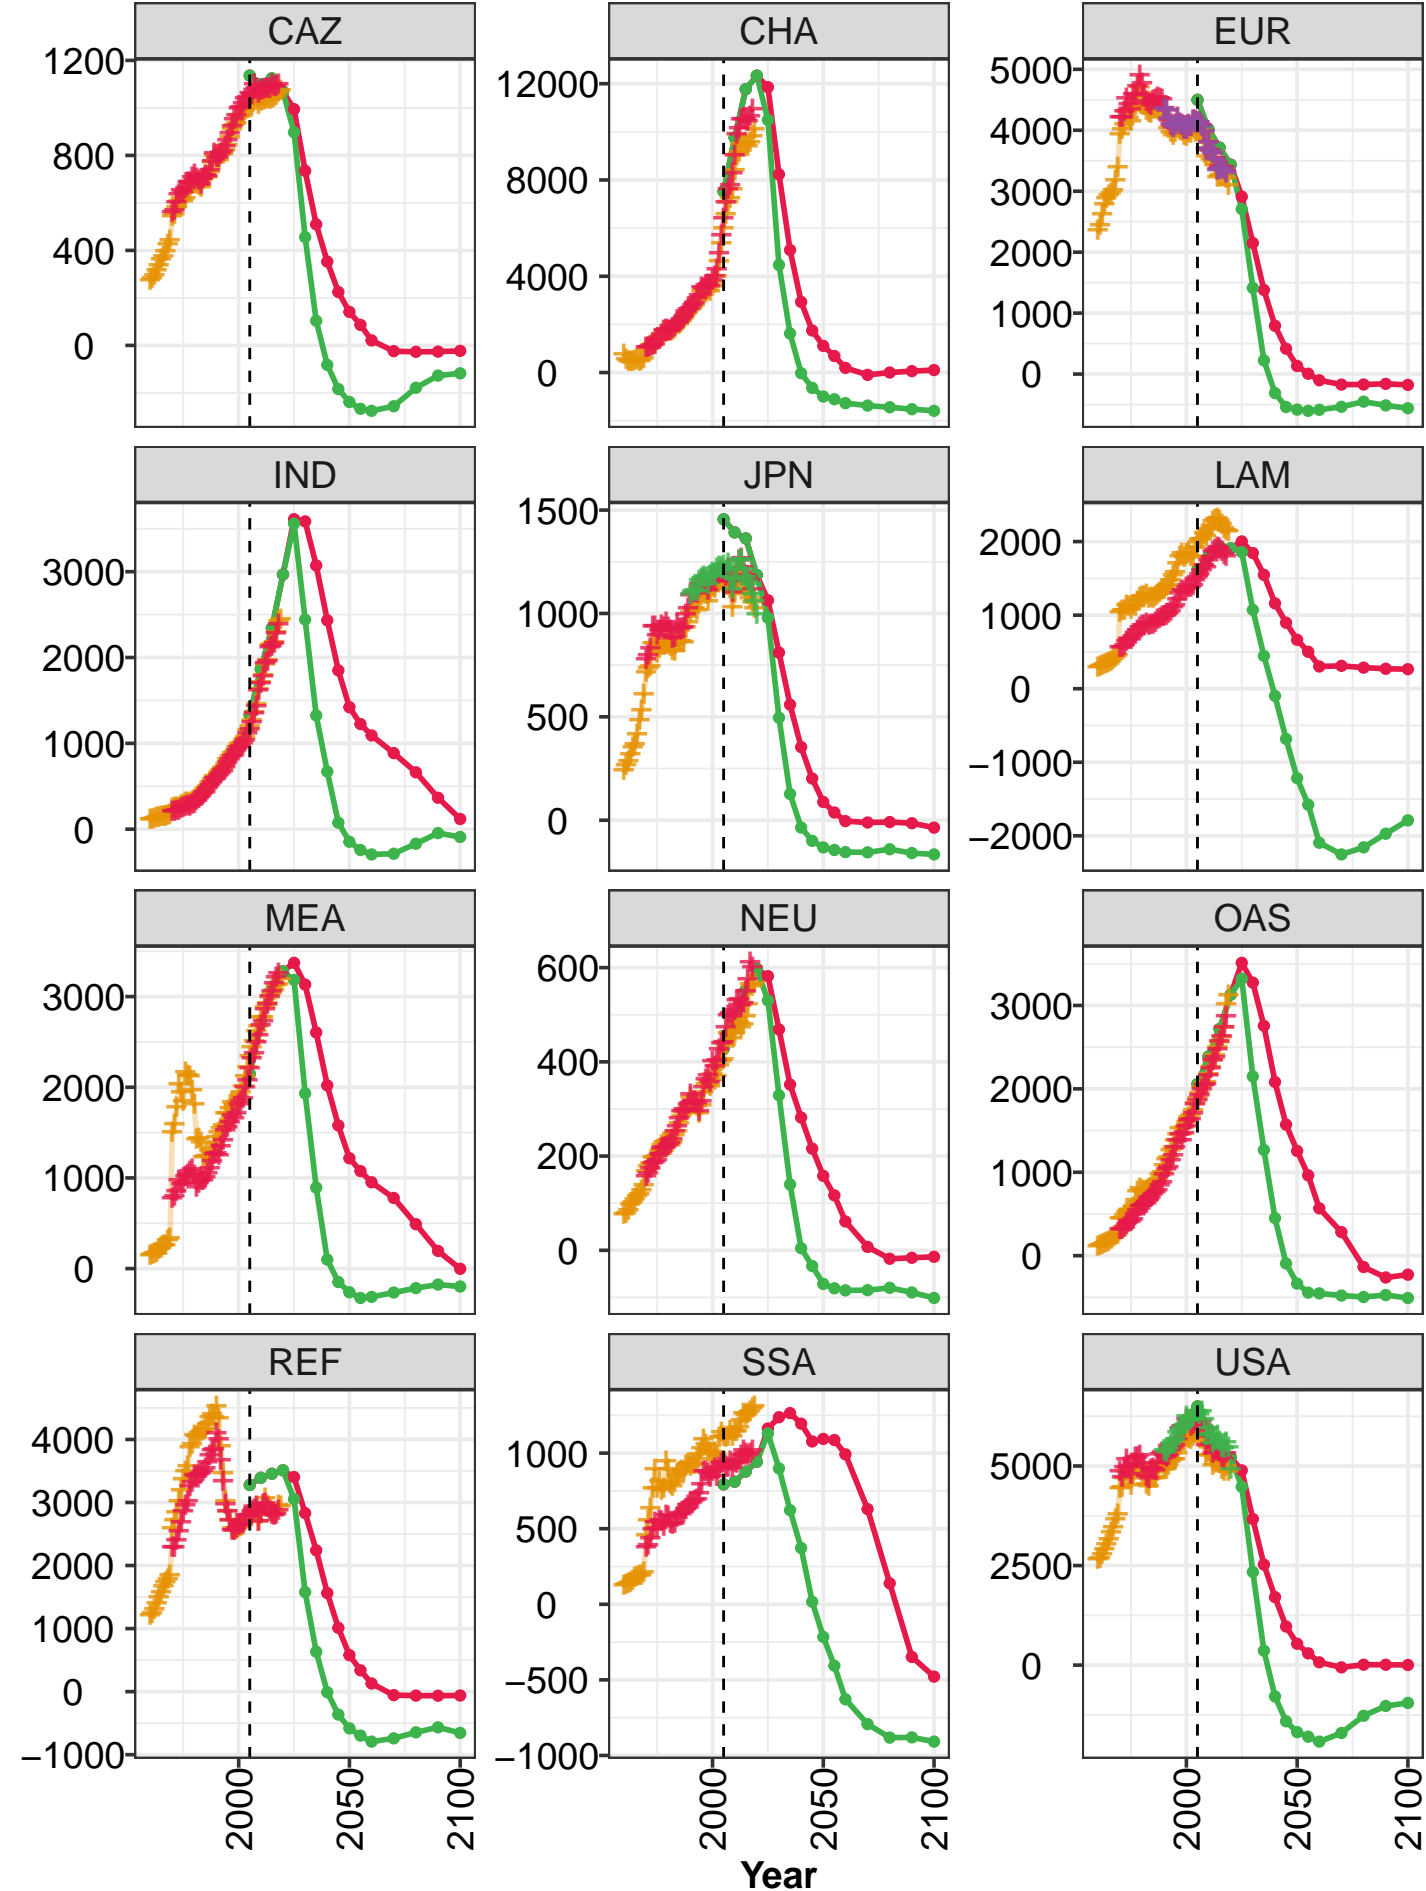 CAZ CHA EUR
1200 12000 5000
800 8000 4000
400 4000 3000
0 0 2000
1000
0
IND JPN LAM
3000 1500 2000
2000 1000 1000
1000 500 0
0 0 −1000
−2000
MEA NEU OAS
3000 600 3000
2000 400 2000
1000 200 1000
0 0 0
REF SSA USA
4000 1000 5000
3000 500 2500
2000 0 0
1000 −500
0 −1000
−1000
2000 2050 2100 2000 2050 2100 2000 2050 2100
Year